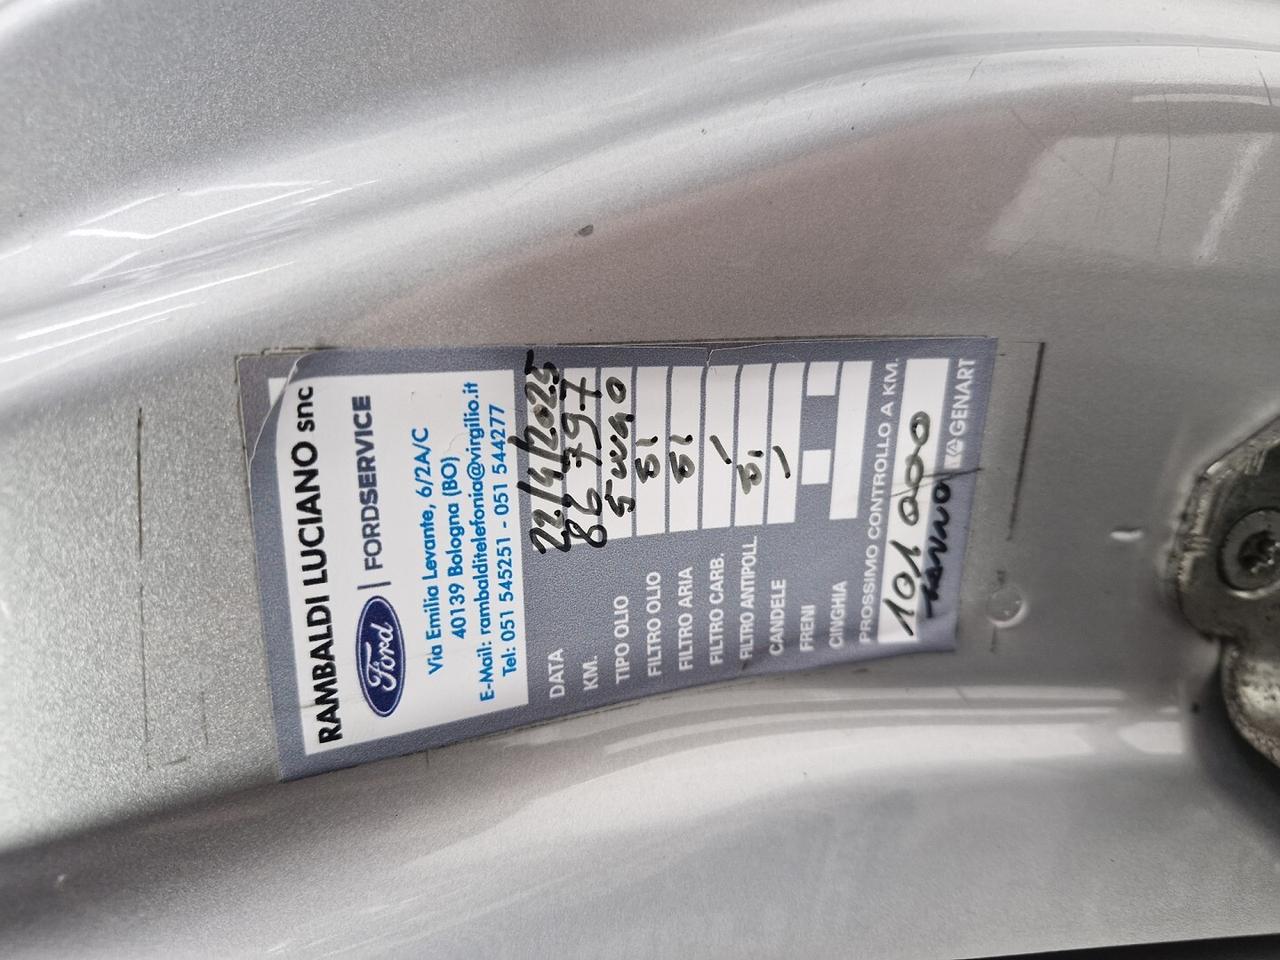 RAMBALDI LUCIANO snc
Ford | FORDSERVICE
Via Emilia Levante, 6/2A/C
40139 Bologna (BO)
E-Mail: rambalditelefonia@virgilio.it
Tel: 051 545251 - 051 544277
DATA 22/4/2025
KM. 86797
TIPO OLIO 5W30
FILTRO OLIO SI
FILTRO ARIA SI
FILTRO CARB. /
FILTRO ANTIPOLL. SI
CANDELE /
FRENI
CINGHIA
PROSSIMO CONTROLLO A KM.
101000
1ANNO
GENART